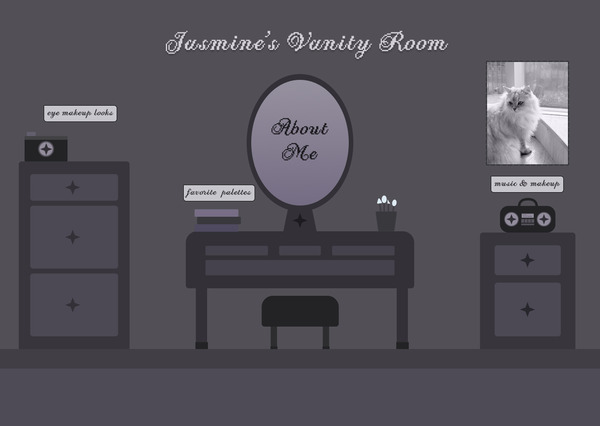 Jasmine's Vanity Room
eye makeup looks
About
Me
favorite palettes
music & makeup